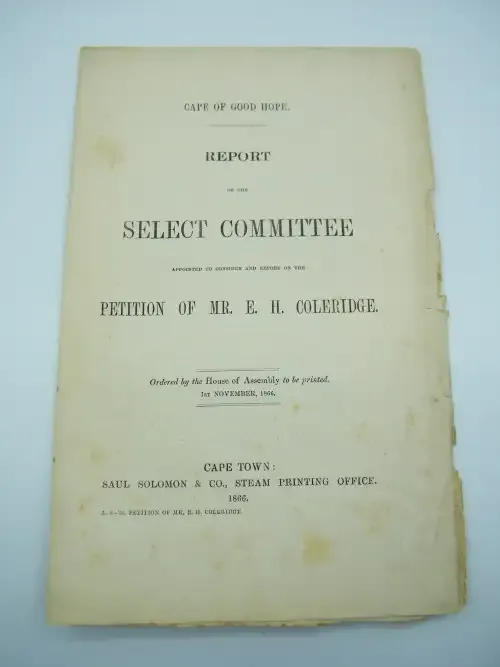 CAPE OF GOOD HOPE.
REPORT
OF THE
SELECT COMMITTEE
APPOINTED TO CONSIDER AND REPORT ON THE
PETITION OF MR. E. H. COLERIDGE.
Ordered by the House of Assembly to be printed.
1ST NOVEMBER, 1866.
CAPE TOWN:
SAUL SOLOMON & CO., STEAM PRINTING OFFICE.
1866.
PETITION OF MR. E. H. COLERIDGE.